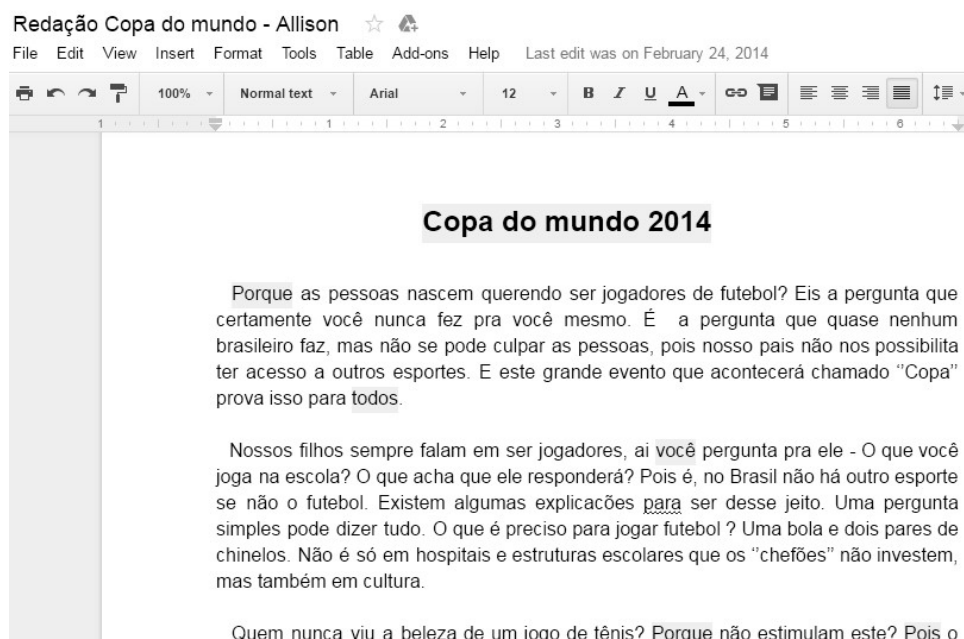 Redação Copa do mundo - Allison
File Edit View Insert Format Tools Table Add-ons Help Last edit was on February 24, 2014
100% Normal text Arial 12 B I U A
1 1 2 3 4 5 6
Copa do mundo 2014
Porque as pessoas nascem querendo ser jogadores de futebol? Eis a pergunta que
certamente você nunca fez pra você mesmo. É a pergunta que quase nenhum
brasileiro faz, mas não se pode culpar as pessoas, pois nosso pais não nos possibilita
ter acesso a outros esportes. E este grande evento que acontecerá chamado ‘'Copa’'
prova isso para todos.
Nossos filhos sempre falam em ser jogadores, ai você pergunta pra ele - O que você
joga na escola? O que acha que ele responderá? Pois é, no Brasil não há outro esporte
se não o futebol. Existem algumas explicacões para ser desse jeito. Uma pergunta
simples pode dizer tudo. O que é preciso para jogar futebol ? Uma bola e dois pares de
chinelos. Não é só em hospitais e estruturas escolares que os ‘'chefões’' não investem,
mas também em cultura.
Quem nunca viu a beleza de um jogo de tênis? Porque não estimulam este? Pois o